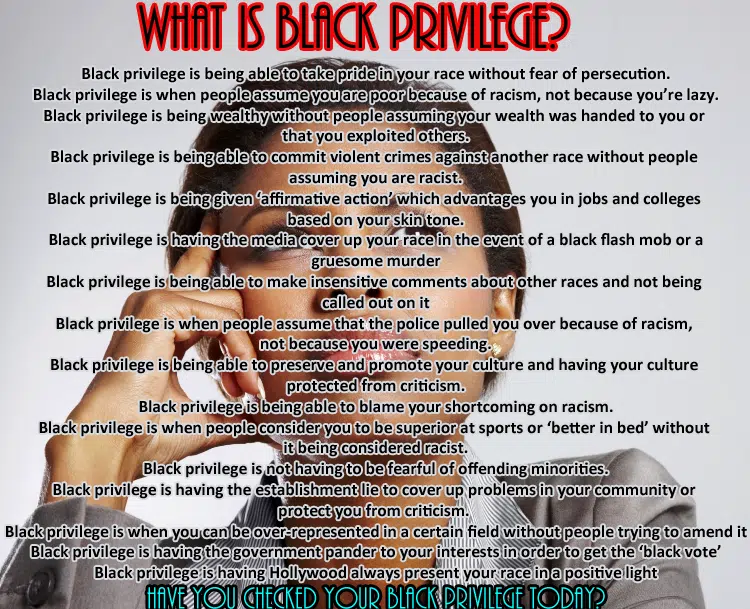 WHAT IS BLACK PRIVILEGE?
Black privilege is being able to take pride in your race without fear of persecution.
Black privilege is when people assume you are poor because of racism, not because you're lazy.
Black privilege is being wealthy without people assuming your wealth was handed to you or
that you exploited others.
Black privilege is being able to commit violent crimes against another race without people
assuming you are racist.
Black privilege is being given 'affirmative action' which advantages you in jobs and colleges
based on your skin tone.
Black privilege is having the media cover up your race in the event of a black flash mob or a
gruesome murder
Black privilege is being able to make insensitive comments about other races and not being
called out on it
Black privilege is when people assume that the police pulled you over because of racism,
not because you were speeding.
Black privilege is being able to preserve and promote your culture and having your culture
protected from criticism.
Black privilege is being able to blame your shortcoming on racism.
Black privilege is when people consider you to be superior at sports or 'better in bed' without
it being considered racist.
Black privilege is not having to be fearful of offending minorities.
Black privilege is having the establishment lie to cover up problems in your community or
protect you from criticism.
Black privilege is when you can be over-represented in a certain field without people trying to amend it
Black privilege is having the government pander to your interests in order to get the 'black vote'
Black privilege is having Hollywood always present your race in a positive light
HAVE YOU CHECKED YOUR BLACK PRIVILEGE TODAY?